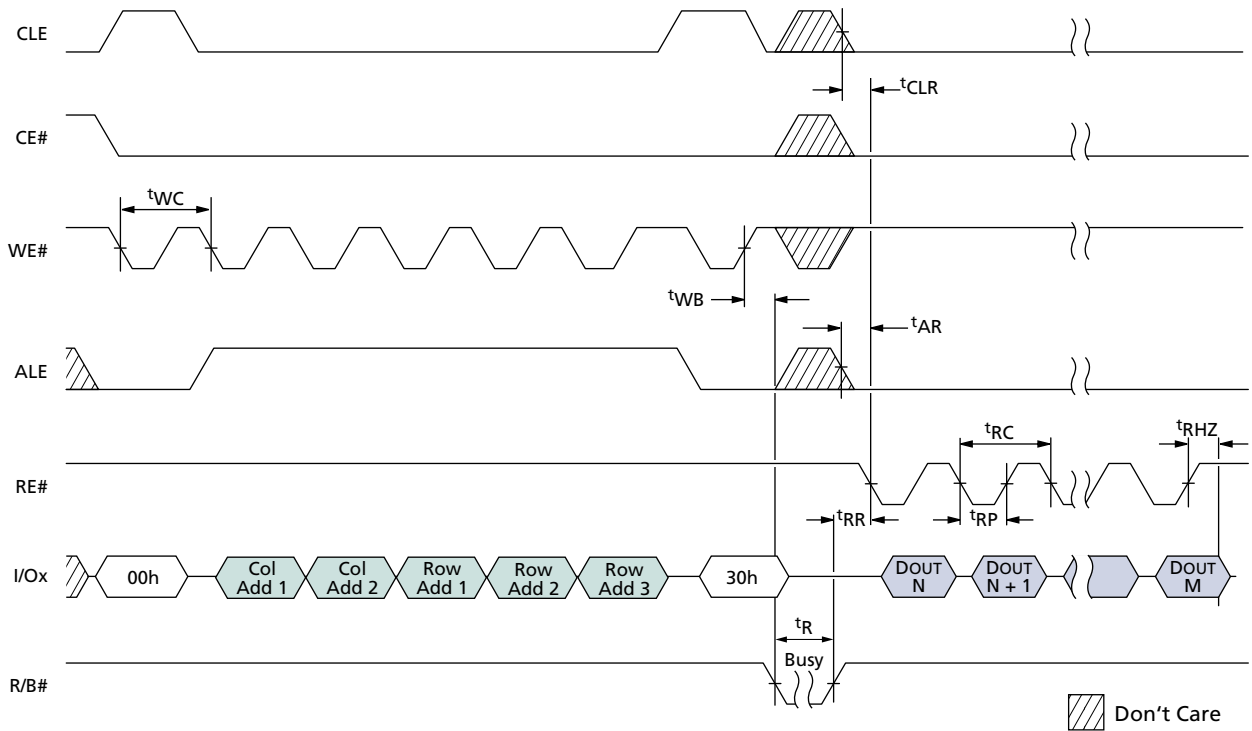 CLE
tCLR
CE#
tWC
WE#
tWB
tAR
ALE
tRC
tRHZ
RE#
tRR
tRP
I/Ox
00h
Col
Add 1
Col
Add 2
Row
Add 1
Row
Add 2
Row
Add 3
30h
DOUT
N
DOUT
N + 1
DOUT
M
tR
Busy
R/B#
Don't Care